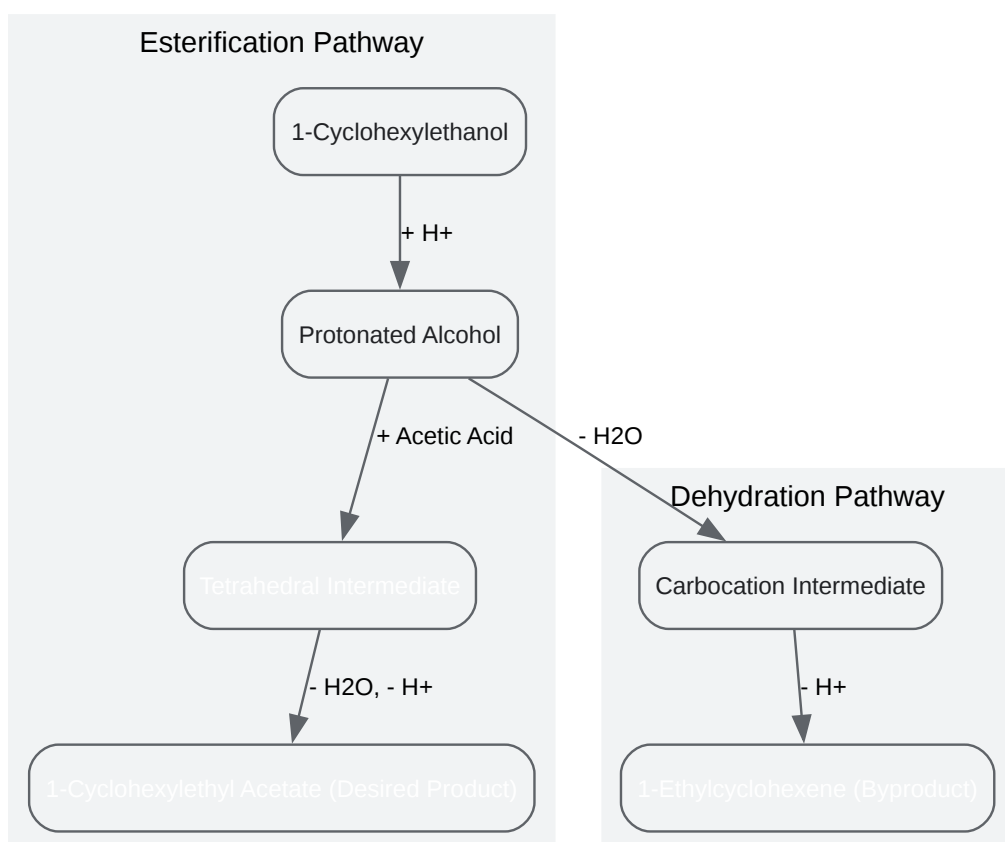 Esterification Pathway
1-Cyclohexylethanol
+ H+
Protonated Alcohol
+ Acetic Acid
- H2O
Dehydration Pathway
Tetrahedral Intermediate
Carbocation Intermediate
- H2O, - H+
- H+
1-Cyclohexylethyl Acetate (Desired Product)
1-Ethylcyclohexene (Byproduct)